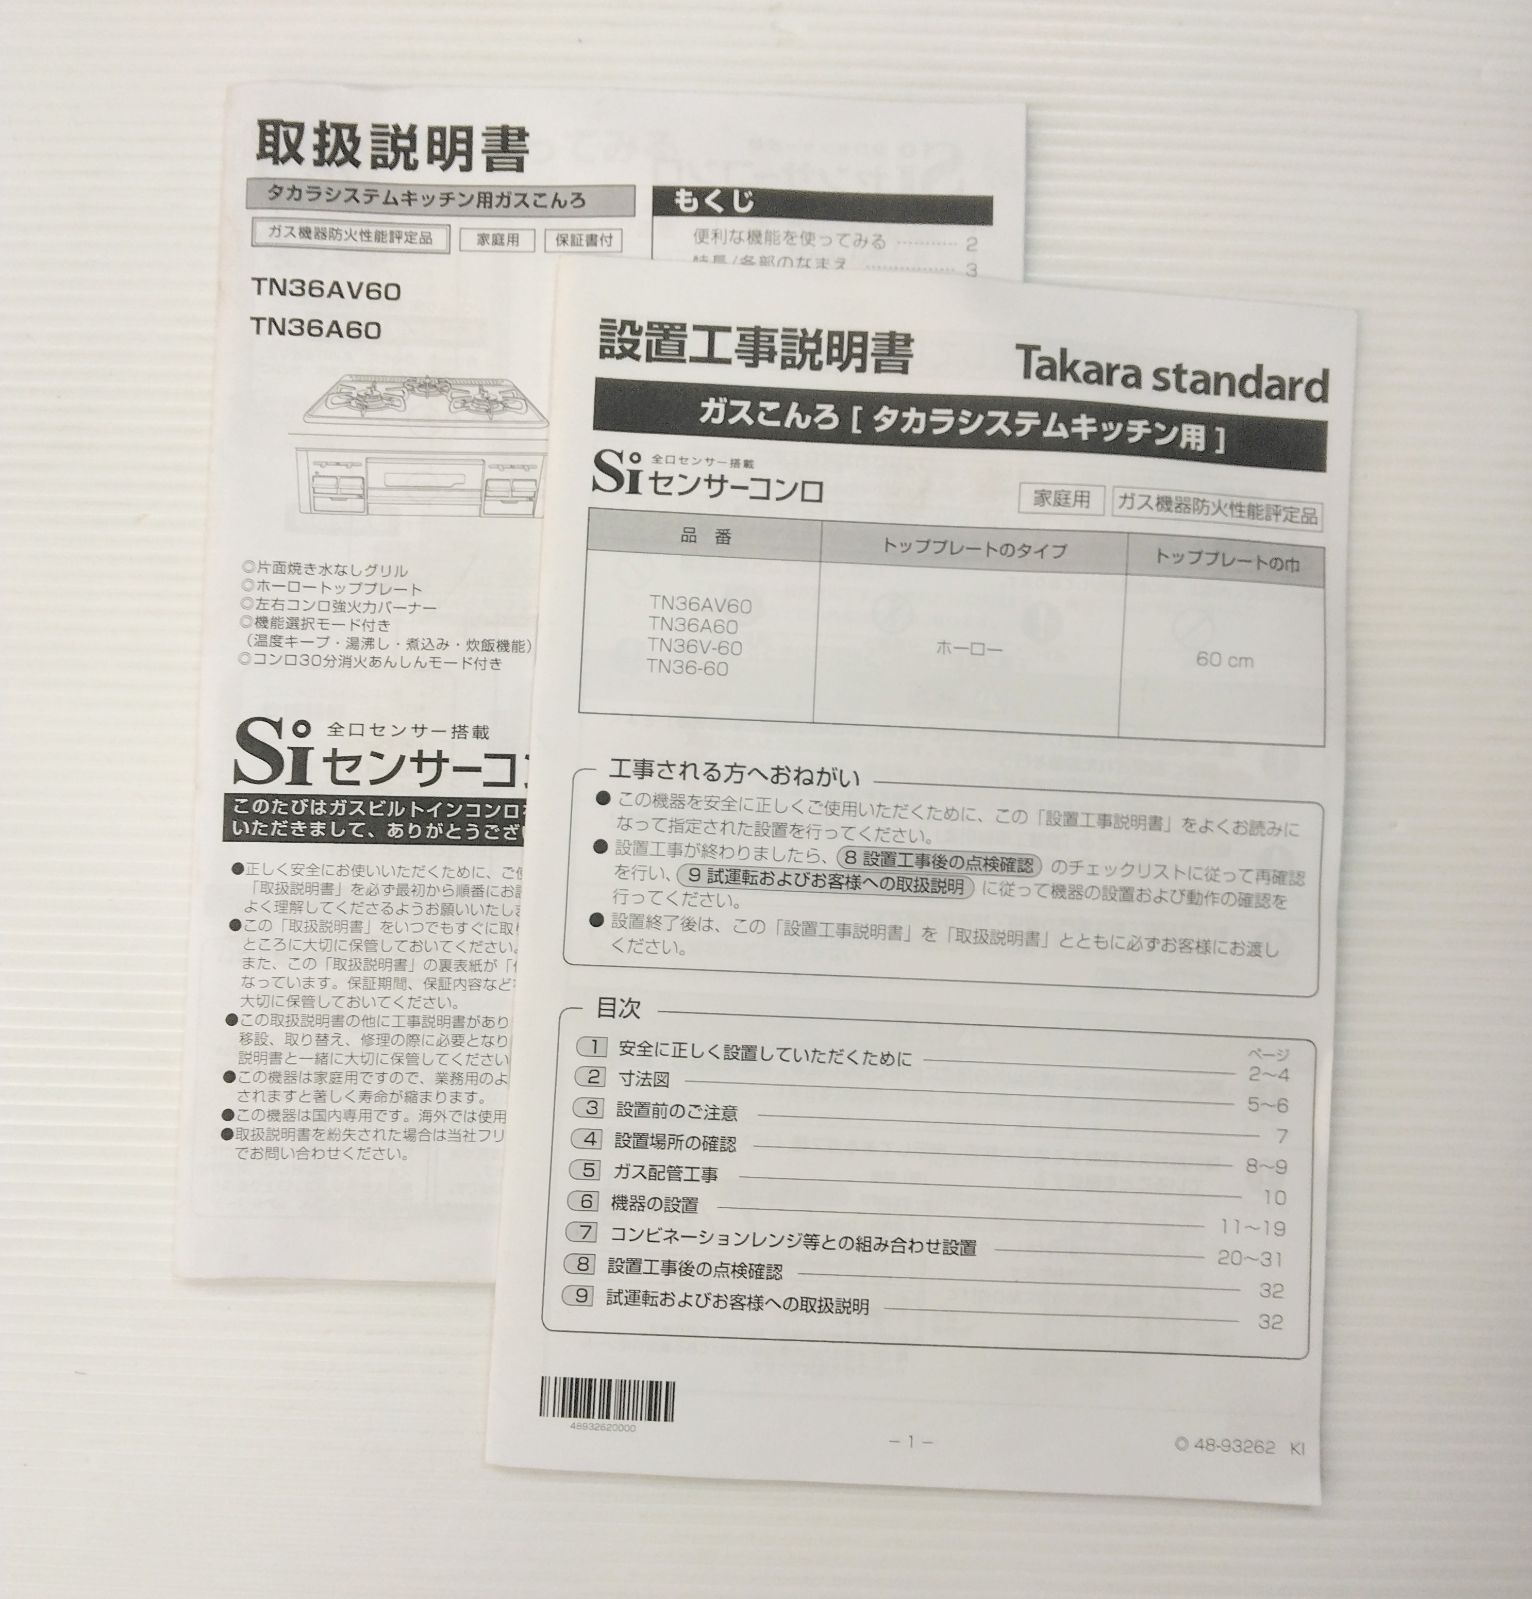 取扱説明書
タカラシステムキッチン用ガスこんろ
ガス機器防火性能評定品 家庭用 保証書付
TN36AV60
TN36A60
もくじ
便利な機能を使ってみる 2
特長/各部のなまえ 3
◎片面焼き水なしグリル
◎ホーロートッププレート
◎左右コンロ強火力バーナー
◎機能選択モード付き
(温度キープ・湯沸し・煮込み・炊飯機能)
◎コンロ30分消火あんしんモード付き
Si 全口センサー搭載
センサーコン
このたびはガスビルトインコンロ
いただきまして、ありがとうござ
●正しく安全にお使いいただくために、ご使
「取扱説明書」を必ず最初から順番にお読
よく理解してくださるようお願いいたしま
●この「取扱説明書」をいつでもすぐに取り
ところに大切に保管しておいてください。
また、この「取扱説明書」の裏表紙が「
なっています。保証期間、保証内容など
大切に保管しておいてください。
●この取扱説明書の他に工事説明書があり
移設、取り替え、修理の際に必要となり
説明書と一緒に大切に保管してください
●この機器は家庭用ですので、業務用のよ
されますと著しく寿命が縮まります。
●この機器は国内専用です。海外では使用
●取扱説明書を紛失された場合は当社フリ
でお問い合わせください。
設置工事説明書 Takara standard
ガスこんろ [ タカラシステムキッチン用 ]
Si 全口センサー搭載
センサーコンロ
家庭用 ガス機器防火性能評定品
品 番 トッププレートのタイプ トッププレートの巾
TN36AV60
TN36A60
TN36V-60
TN36-60
ホーロー
60 cm
工事される方へおねがい
● この機器を安全に正しくご使用いただくために、この「設置工事説明書」をよくお読みに
なって指定された設置を行ってください。
● 設置工事が終わりましたら、8 設置工事後の点検確認 のチェックリストに従って再確認
を行い、9 試運転およびお客様への取扱説明 に従って機器の設置および動作の確認を
行ってください。
● 設置終了後は、この「設置工事説明書」を「取扱説明書」とともに必ずお客様にお渡し
ください。
目次
ページ
1 安全に正しく設置していただくために 2～4
2 寸法図 5～6
3 設置前のご注意 7
4 設置場所の確認 8～9
5 ガス配管工事 10
6 機器の設置 11～19
7 コンビネーションレンジ等との組み合わせ設置 20～31
8 設置工事後の点検確認 32
9 試運転およびお客様への取扱説明 32
48932620000
－1－
◎ 48-93262 KI